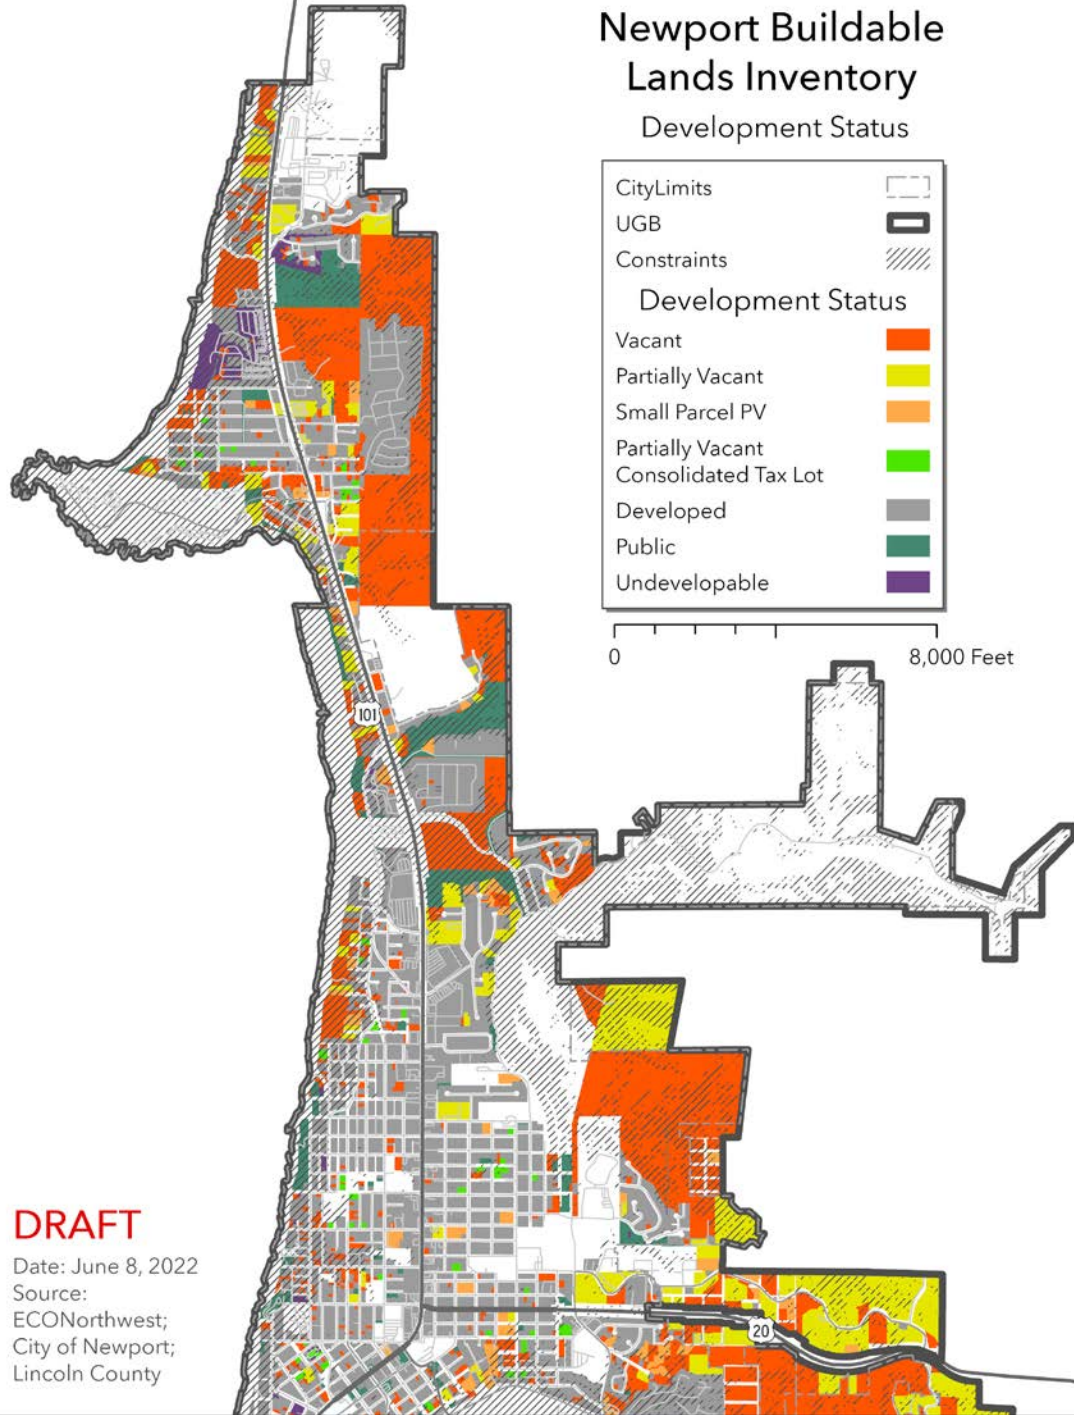 Newport Buildable
Lands Inventory
Development Status
CityLimits
UGB
Constraints
Development Status
Vacant
Partially Vacant
Small Parcel PV
Partially Vacant
Consolidated Tax Lot
Developed
Public
Undevelopable
0 8,000 Feet
101
20
DRAFT
Date: June 8, 2022
Source:
ECONorthwest;
City of Newport;
Lincoln County